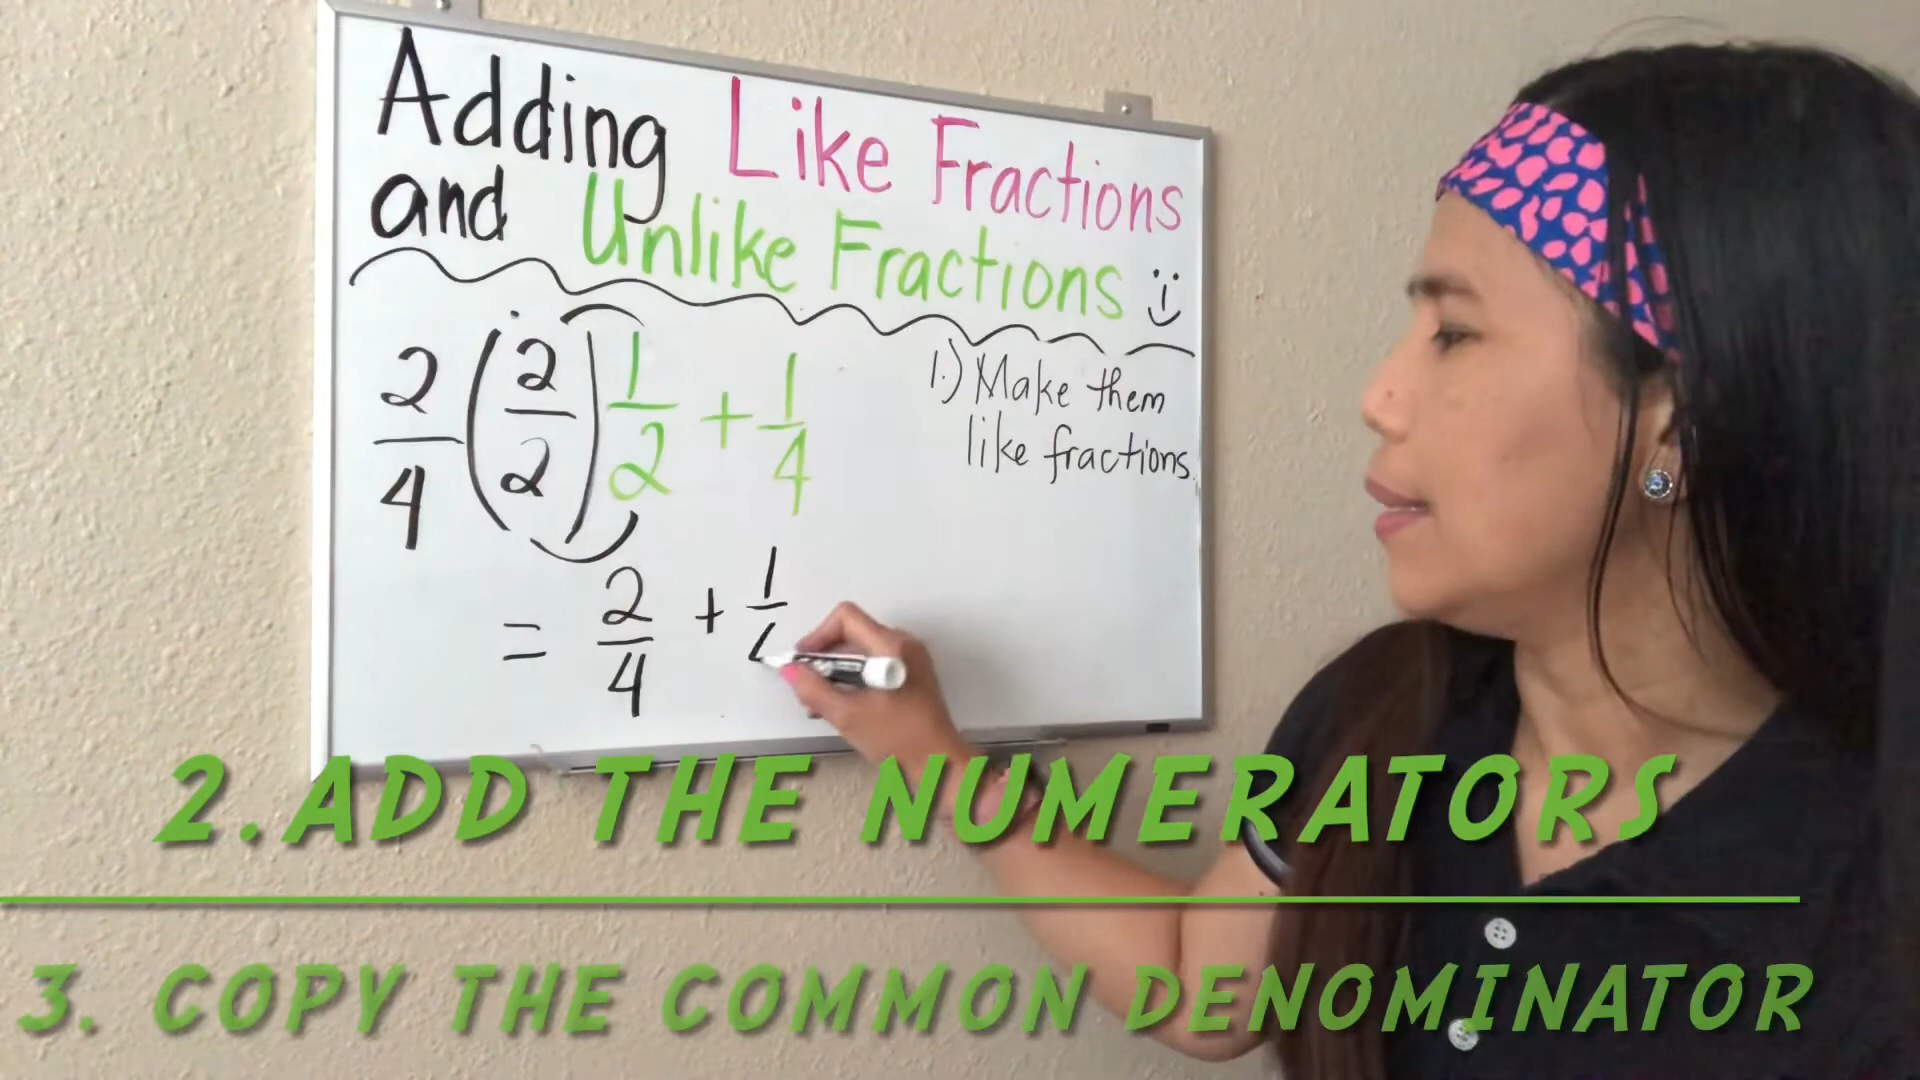 Adding Like Fractions
and Unlike Fractions
2/4 (2/2) 1/2 + 1/4
1.) Make them
like fractions.
= 2/4 + 1/
2. ADD THE NUMERATORS
3. COPY THE COMMON DENOMINATOR